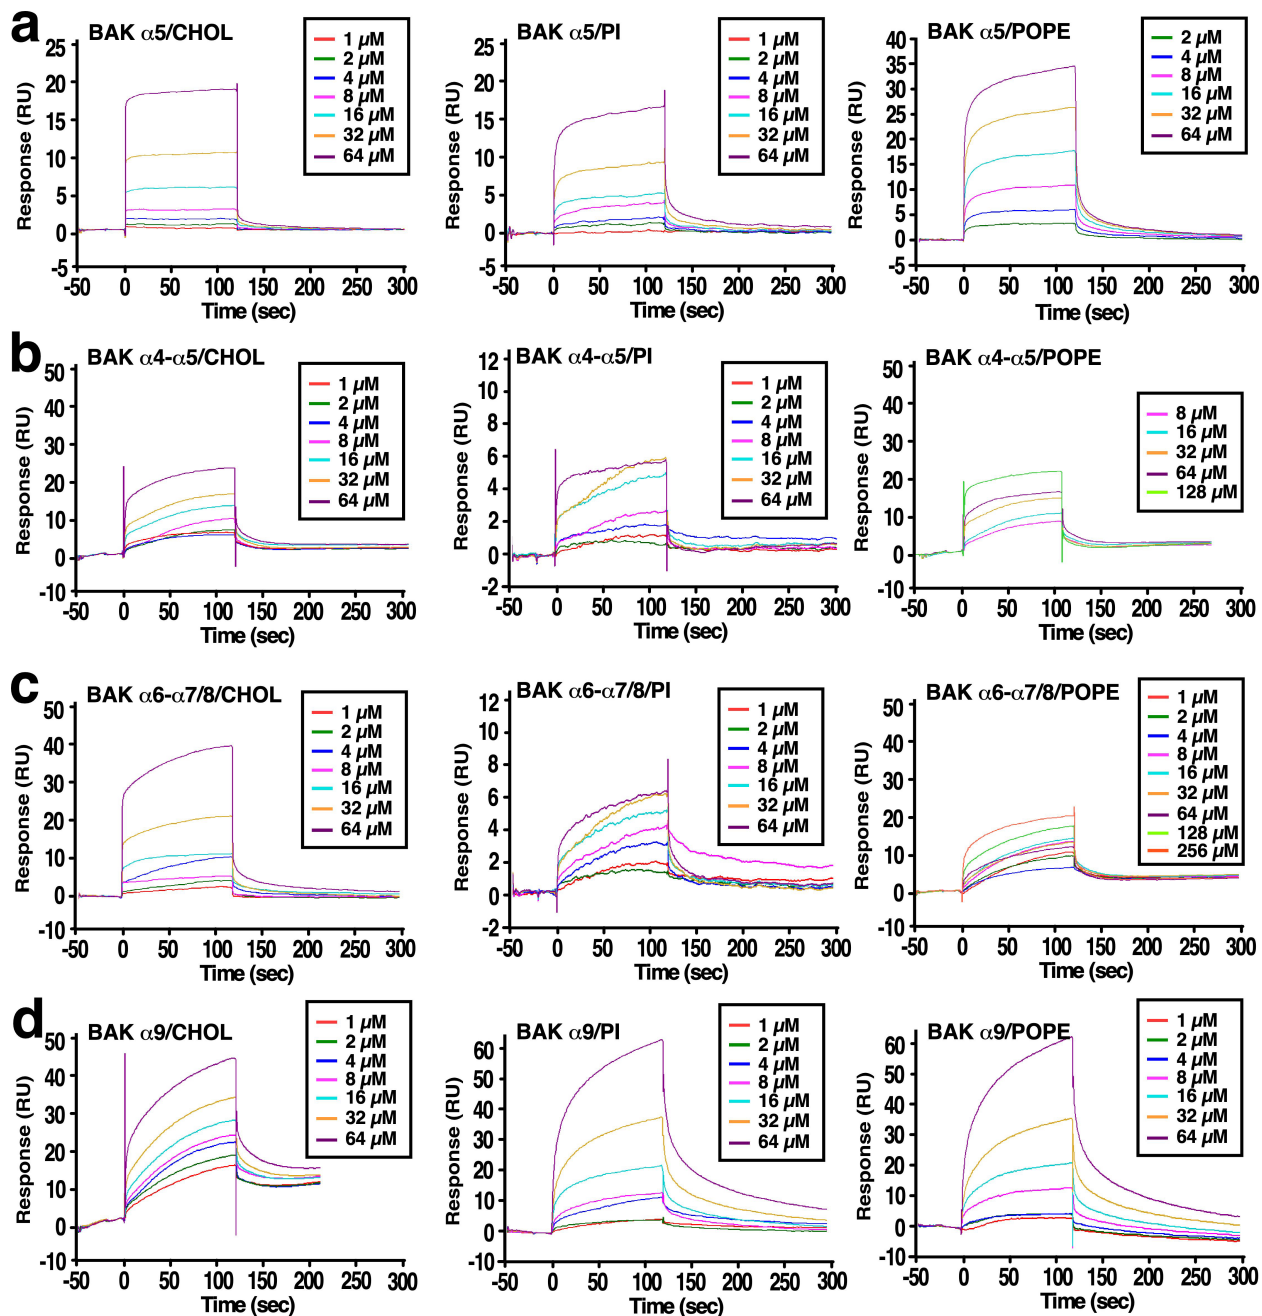 a
BAK α5/CHOL
Response (RU)
25
20
15
10
5
0
-5
-50 0 50 100 150 200 250 300
Time (sec)
1 µM
2 µM
4 µM
8 µM
16 µM
32 µM
64 µM
BAK α5/PI
Response (RU)
25
20
15
10
5
0
-5
-50 0 50 100 150 200 250 300
Time (sec)
1 µM
2 µM
4 µM
8 µM
16 µM
32 µM
64 µM
BAK α5/POPE
Response (RU)
40
35
30
25
20
15
10
5
0
-5
-50 0 50 100 150 200 250 300
Time (sec)
2 µM
4 µM
8 µM
16 µM
32 µM
64 µM
b
BAK α4-α5/CHOL
Response (RU)
50
40
30
20
10
0
-10
-50 0 50 100 150 200 250 300
Time (sec)
1 µM
2 µM
4 µM
8 µM
16 µM
32 µM
64 µM
BAK α4-α5/PI
Response (RU)
12
10
8
6
4
2
0
-2
-50 0 50 100 150 200 250 300
Time (sec)
1 µM
2 µM
4 µM
8 µM
16 µM
32 µM
64 µM
BAK α4-α5/POPE
Response (RU)
50
40
30
20
10
0
-10
-50 0 50 100 150 200 250 300
Time (sec)
8 µM
16 µM
32 µM
64 µM
128 µM
c
BAK α6-α7/8/CHOL
Response (RU)
50
40
30
20
10
0
-10
-50 0 50 100 150 200 250 300
Time (sec)
1 µM
2 µM
4 µM
8 µM
16 µM
32 µM
64 µM
BAK α6-α7/8/PI
Response (RU)
12
10
8
6
4
2
0
-2
-50 0 50 100 150 200 250 300
Time (sec)
1 µM
2 µM
4 µM
8 µM
16 µM
32 µM
64 µM
BAK α6-α7/8/POPE
Response (RU)
50
40
30
20
10
0
-10
-50 0 50 100 150 200 250 300
Time (sec)
1 µM
2 µM
4 µM
8 µM
16 µM
32 µM
64 µM
128 µM
256 µM
d
BAK α9/CHOL
Response (RU)
50
40
30
20
10
0
-10
-50 0 50 100 150 200 250 300
Time (sec)
1 µM
2 µM
4 µM
8 µM
16 µM
32 µM
64 µM
BAK α9/PI
Response (RU)
60
50
40
30
20
10
0
-10
-50 0 50 100 150 200 250 300
Time (sec)
1 µM
2 µM
4 µM
8 µM
16 µM
32 µM
64 µM
BAK α9/POPE
Response (RU)
60
50
40
30
20
10
0
-10
-50 0 50 100 150 200 250 300
Time (sec)
1 µM
2 µM
4 µM
8 µM
16 µM
32 µM
64 µM